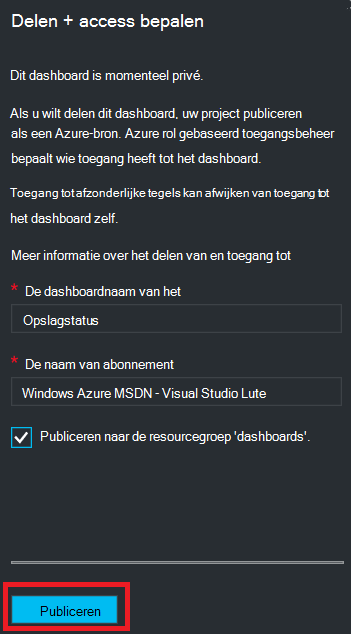 Delen + access bepalen
Dit dashboard is momenteel privé.
Als u wilt delen dit dashboard, uw project publiceren
als een Azure-bron. Azure rol gebaseerd toegangsbeheer
bepaalt wie toegang heeft tot het dashboard.
Toegang tot afzonderlijke tegels kan afwijken van toegang tot
het dashboard zelf.
Meer informatie over het delen van en toegang tot
* De dashboardnaam van het
Opslagstatus
* De naam van abonnement
Windows Azure MSDN - Visual Studio Lute
Publiceren naar de resourcegroep 'dashboards'.
Publiceren